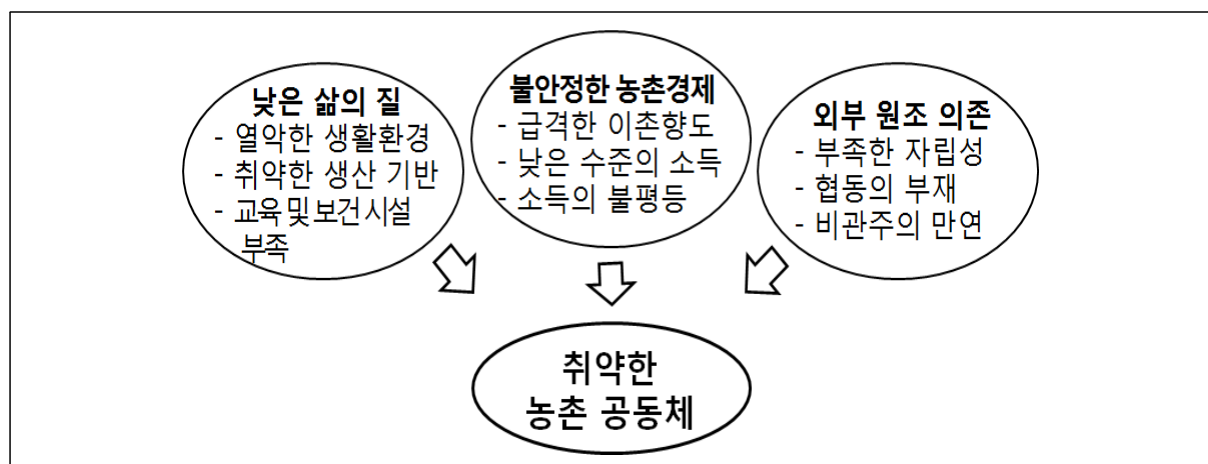 낮은 삶의 질
- 열악한 생활환경
- 취약한 생산 기반
- 교육 및 보건 시설
부족
불안정한 농촌경제
- 급격한 이촌향도
- 낮은 수준의 소득
- 소득의 불평등
외부 원조 의존
- 부족한 자립성
- 협동의 부재
- 비관주의 만연
취약한
농촌 공동체